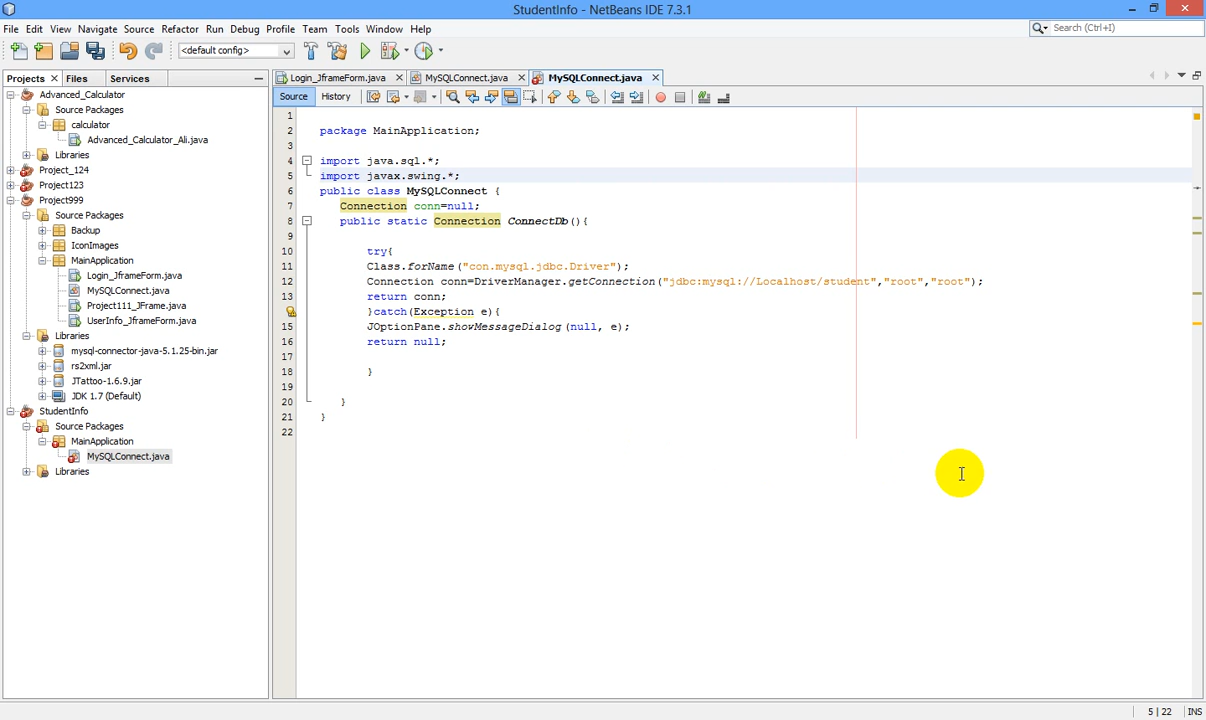 StudentInfo - NetBeans IDE 7.3.1
File Edit View Navigate Source Refactor Run Debug Profile Team Tools Window Help
Search (Ctrl+I)
<default config>
Projects Files Services
Login_JframeForm.java MySQLConnect.java MySQLConnect.java
Source History
Advanced_Calculator
Source Packages
calculator
Advanced_Calculator_Ali.java
Libraries
Project_124
Project123
Project999
Source Packages
Backup
IconImages
MainApplication
Login_JframeForm.java
MySQLConnect.java
Project111_JFrame.java
UserInfo_JframeForm.java
Libraries
mysql-connector-java-5.1.25-bin.jar
rs2xml.jar
JTattoo-1.6.9.jar
JDK 1.7 (Default)
StudentInfo
Source Packages
MainApplication
MySQLConnect.java
Libraries
1
2 package MainApplication;
3
4 import java.sql.*;
5 import javax.swing.*;
6 public class MySQLConnect {
7 Connection conn=null;
8 public static Connection ConnectDb(){
9
10 try{
11 Class.forName("con.mysql.jdbc.Driver");
12 Connection conn=DriverManager.getConnection("jdbc:mysql://Localhost/student","root","root");
13 return conn;
}catch(Exception e){
15 JOptionPane.showMessageDialog(null, e);
16 return null;
17
18 }
19
20 }
21 }
22
5 | 22 INS